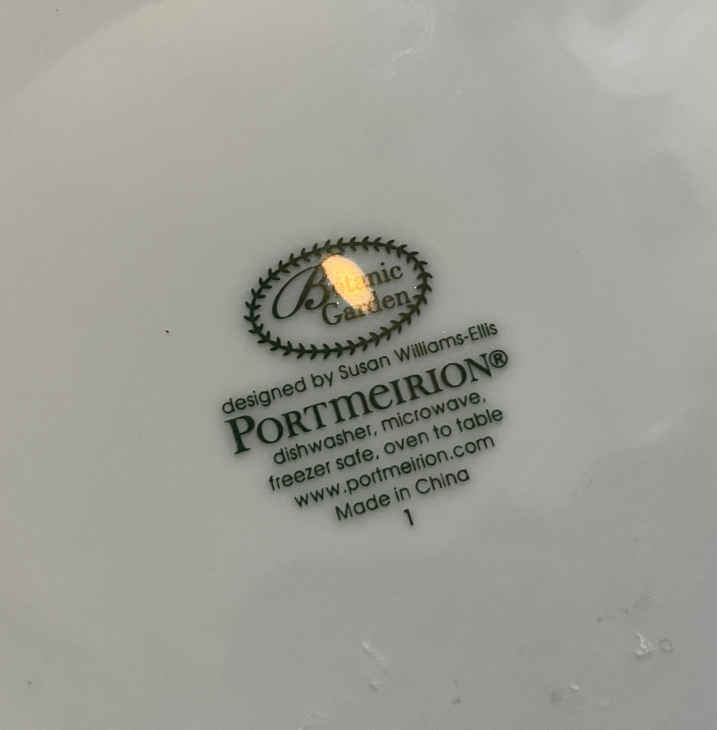 Botanic
Garden
designed by Susan Williams-Ellis
PORTMEIRION®
dishwasher, microwave,
freezer safe, oven to table
www.portmeirion.com
Made in China
1